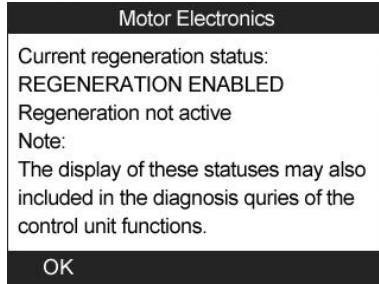 Motor Electronics
Current regeneration status:
REGENERATION ENABLED
Regeneration not active
Note:
The display of these statuses may also
included in the diagnosis quries of the
control unit functions.
OK